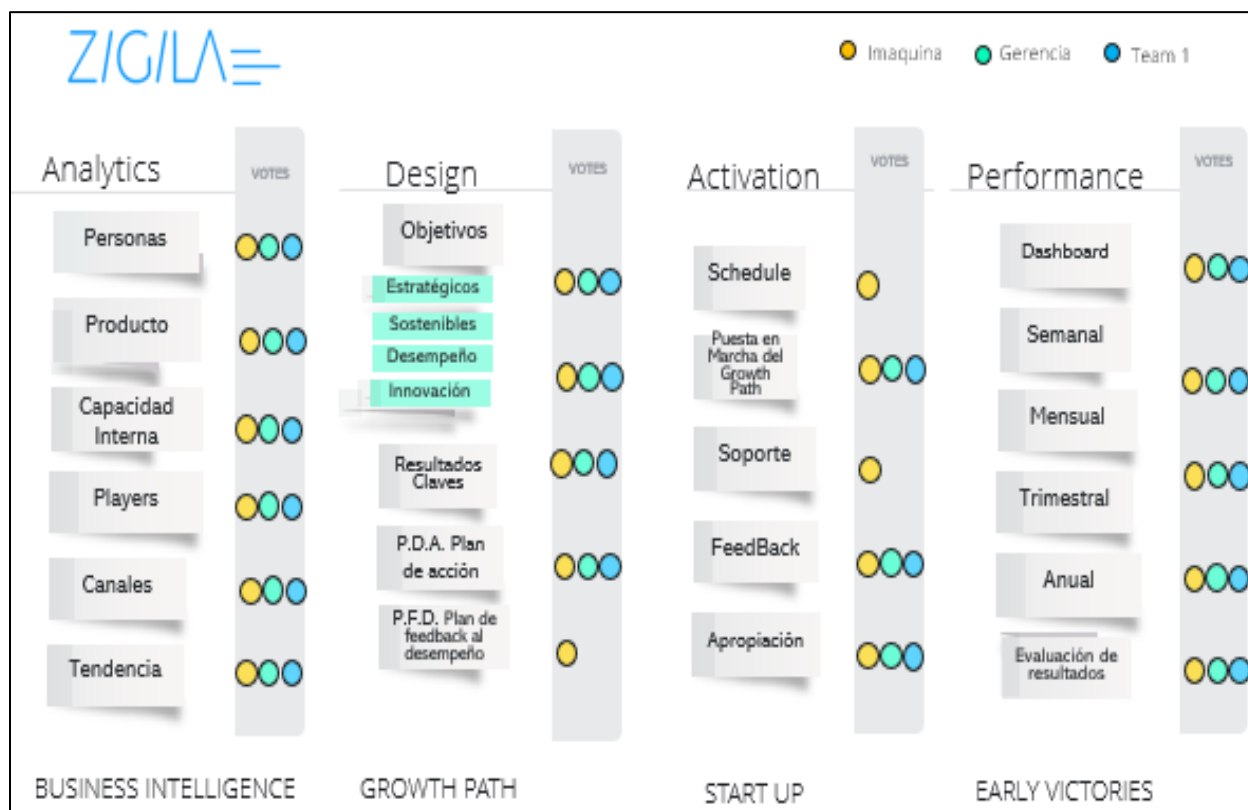 ZIGILA
Imaquina
Gerencia
Team 1
Analytics
VOTES
Personas
Producto
Capacidad
Interna
Players
Canales
Tendencia
BUSINESS INTELLIGENCE
Design
VOTES
Objetivos
Estratégicos
Sostenibles
Desempeño
Innovación
Resultados
Claves
P.D.A. Plan
de acción
P.F.D. Plan de
feedback al
desempeño
GROWTH PATH
Activation
VOTES
Schedule
Puesta en
Marcha del
Growth
Path
Soporte
FeedBack
Apropiación
START UP
Performance
VOTES
Dashboard
Semanal
Mensual
Trimestral
Anual
Evaluación de
resultados
EARLY VICTORIES